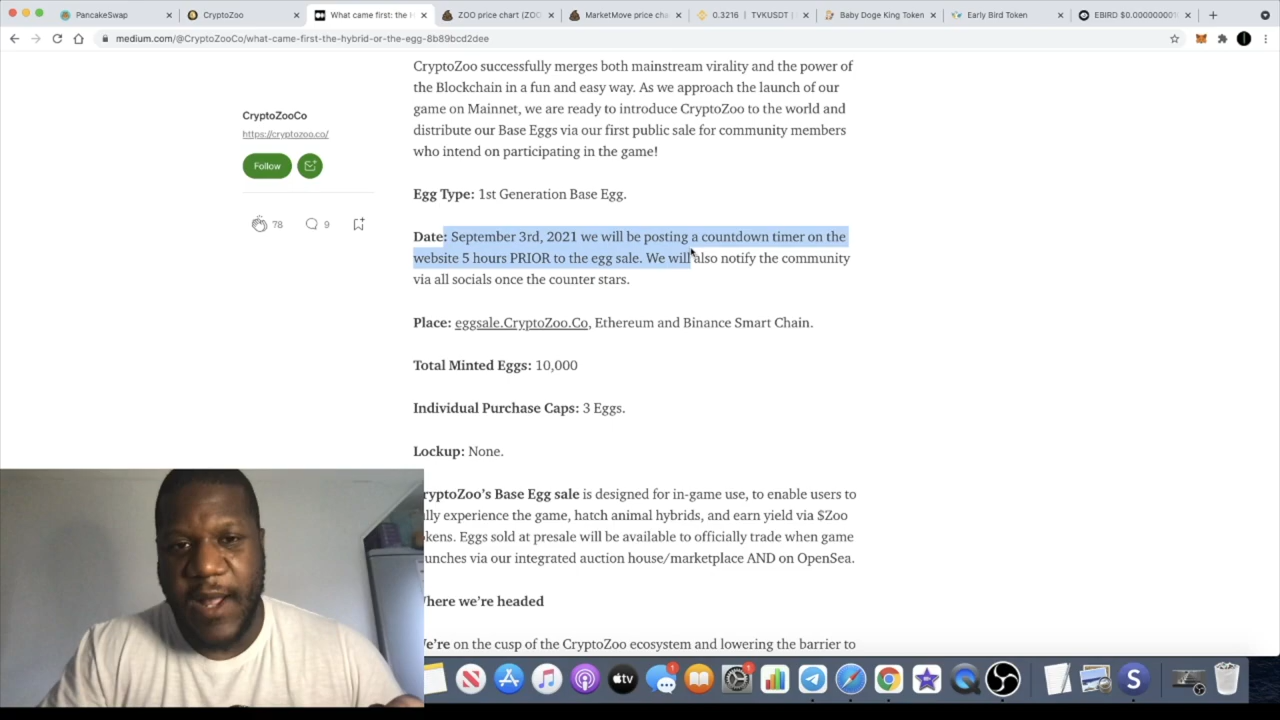 PancakeSwap
CryptoZoo
What came first: the H
ZOO price chart (ZOO
MarketMove price cha
0.3216 | TVKUSDT |
Baby Doge King Token
Early Bird Token
EBIRD $0.0000000001
medium.com/@CryptoZooCo/what-came-first-the-hybrid-or-the-egg-8b89bcd2dee
CryptoZoo successfully merges both mainstream virality and the power of
the Blockchain in a fun and easy way. As we approach the launch of our
game on Mainnet, we are ready to introduce CryptoZoo to the world and
distribute our Base Eggs via our first public sale for community members
who intend on participating in the game!
CryptoZooCo
https://cryptozoo.co/
Follow
78
9
Egg Type: 1st Generation Base Egg.
Date: September 3rd, 2021 we will be posting a countdown timer on the
website 5 hours PRIOR to the egg sale. We will also notify the community
via all socials once the counter stars.
Place: eggsale.CryptoZoo.Co, Ethereum and Binance Smart Chain.
Total Minted Eggs: 10,000
Individual Purchase Caps: 3 Eggs.
Lockup: None.
ryptoZoo's Base Egg sale is designed for in-game use, to enable users to
ully experience the game, hatch animal hybrids, and earn yield via $Zoo
okens. Eggs sold at presale will be available to officially trade when game
unches via our integrated auction house/marketplace AND on OpenSea.
Where we're headed
We're on the cusp of the CryptoZoo ecosystem and lowering the barrier to
tv
1
1
S